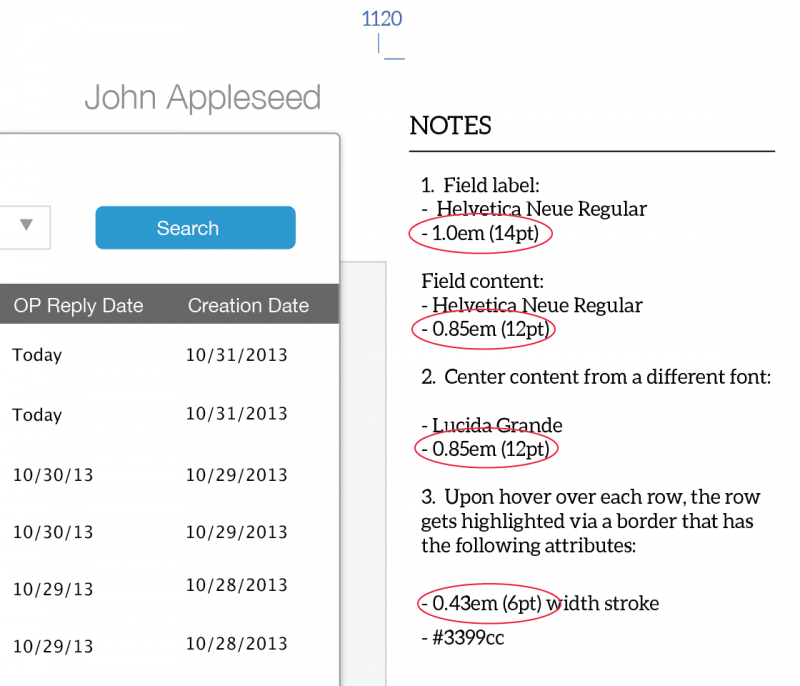 1120
John Appleseed
Search
OP Reply Date Creation Date
Today 10/31/2013
Today 10/31/2013
10/30/13 10/29/2013
10/30/13 10/29/2013
10/29/13 10/28/2013
10/29/13 10/28/2013
NOTES
1. Field label:
- Helvetica Neue Regular
- 1.0em (14pt)
Field content:
- Helvetica Neue Regular
- 0.85em (12pt)
2. Center content from a different font:
- Lucida Grande
- 0.85em (12pt)
3. Upon hover over each row, the row
gets highlighted via a border that has
the following attributes:
- 0.43em (6pt) width stroke
- #3399cc